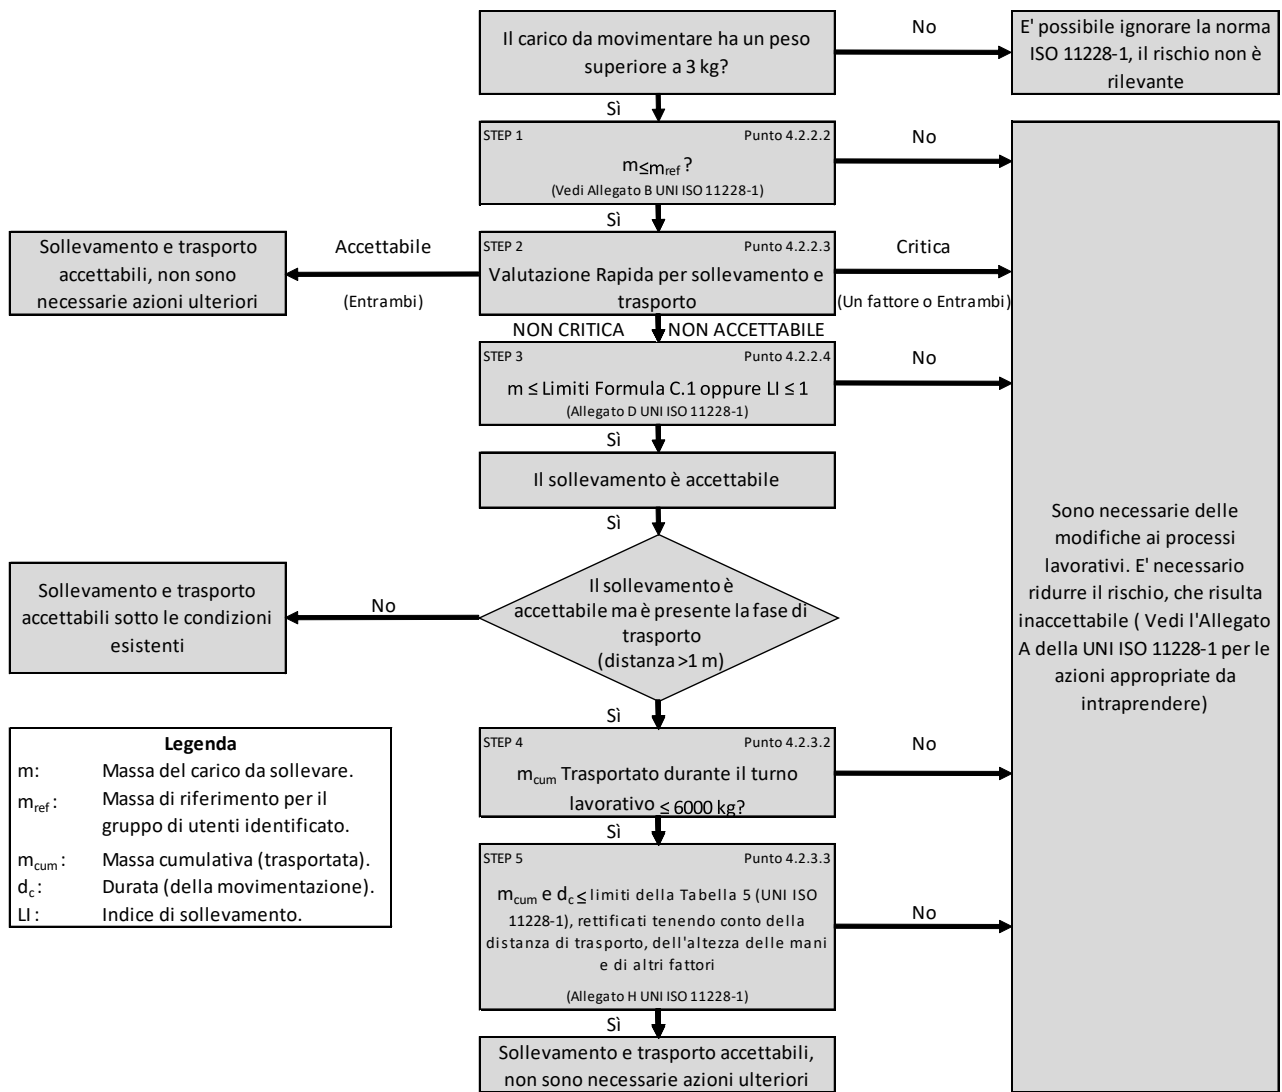 Il carico da movimentare ha un peso
superiore a 3 kg?
No
E' possibile ignorare la norma
ISO 11228-1, il rischio non è
rilevante
Sì
STEP 1
Punto 4.2.2.2
m≤mref ?
(Vedi Allegato B UNI ISO 11228-1)
No
Sì
Sollevamento e trasporto
accettabili, non sono
necessarie azioni ulteriori
Accettabile
(Entrambi)
STEP 2
Punto 4.2.2.3
Valutazione Rapida per sollevamento e
trasporto
Critica
(Un fattore o Entrambi)
NON CRITICA
NON ACCETTABILE
STEP 3
Punto 4.2.2.4
m ≤ Limiti Formula C.1 oppure LI ≤ 1
(Allegato D UNI ISO 11228-1)
No
Sì
Il sollevamento è accettabile
Sì
Sono necessarie delle
modifiche ai processi
lavorativi. E' necessario
ridurre il rischio, che risulta
inaccettabile ( Vedi l'Allegato
A della UNI ISO 11228-1 per le
azioni appropriate da
intraprendere)
Sollevamento e trasporto
accettabili sotto le condizioni
esistenti
No
Il sollevamento è
accettabile ma è presente la fase di
trasporto
(distanza >1 m)
Sì
Legenda
m: Massa del carico da sollevare.
mref : Massa di riferimento per il
gruppo di utenti identificato.
mcum : Massa cumulativa (trasportata).
dc : Durata (della movimentazione).
LI : Indice di sollevamento.
STEP 4
Punto 4.2.3.2
mcum Trasportato durante il turno
lavorativo ≤ 6000 kg?
No
Sì
STEP 5
Punto 4.2.3.3
mcum e dc ≤ limiti della Tabella 5 (UNI ISO
11228-1), rettificati tenendo conto della
distanza di trasporto, dell'altezza delle mani
e di altri fattori
(Allegato H UNI ISO 11228-1)
No
Sì
Sollevamento e trasporto accettabili,
non sono necessarie azioni ulteriori